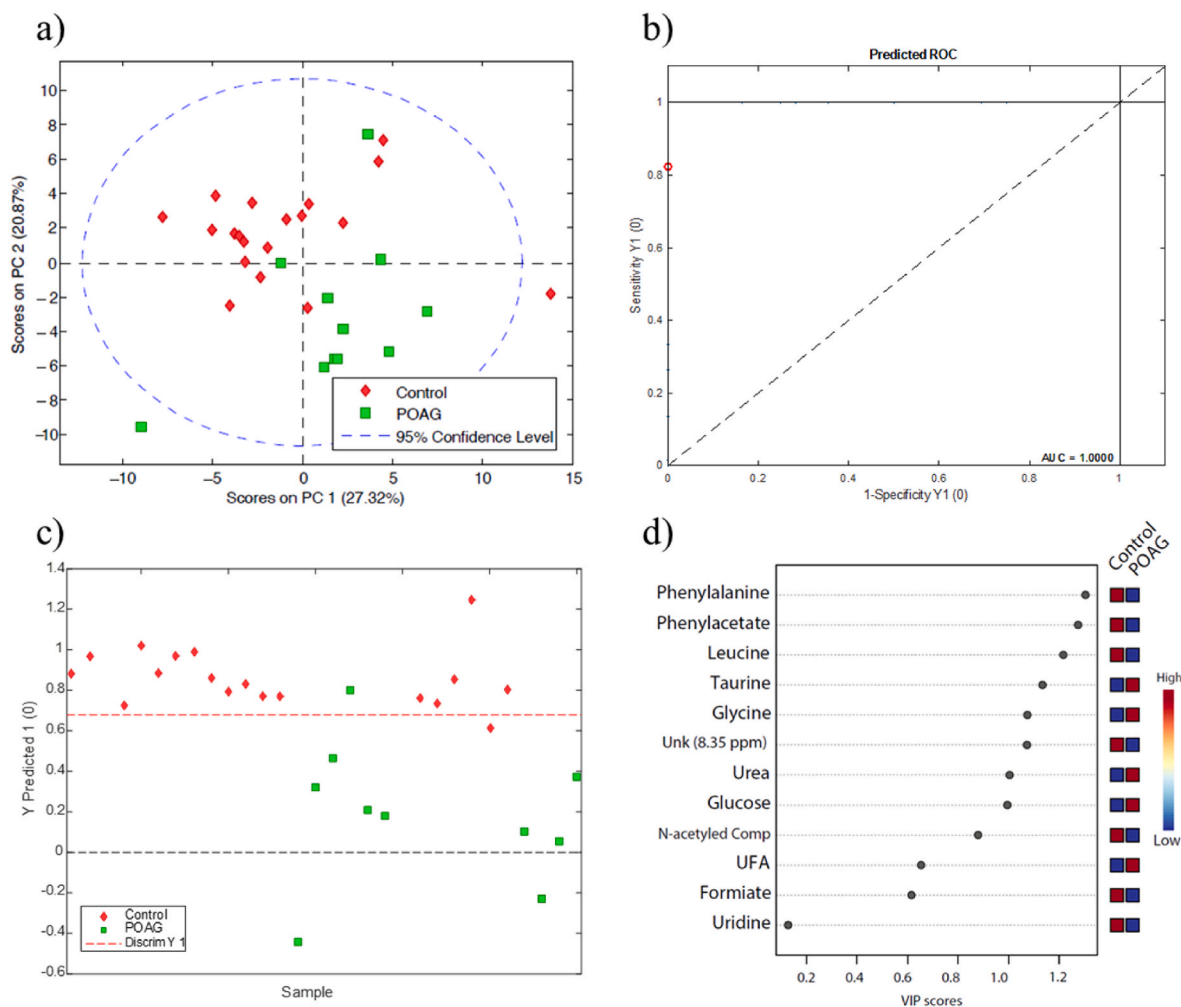 a)
10
8
6
4
2
0
−2
−4
−6
−8
−10
Scores on PC 2 (20.87%)
Control
POAG
95% Confidence Level
−10
−5
0
5
10
15
Scores on PC 1 (27.32%)
b)
Predicted ROC
1
0.8
0.6
0.4
0.2
0
Sensitivity Y1 (0)
AUC = 1.0000
0
0.2
0.4
0.6
0.8
1
1-Specificity Y1 (0)
c)
1.4
1.2
1
0.8
0.6
0.4
0.2
0
-0.2
-0.4
-0.6
Y Predicted 1 (0)
Control
POAG
Discrim Y 1
Sample
d)
Control
POAG
Phenylalanine
Phenylacetate
Leucine
Taurine
Glycine
Unk (8.35 ppm)
Urea
Glucose
N-actyled Comp
UFA
Formiate
Uridine
High
Low
0.2
0.4
0.6
0.8
1.0
1.2
VIP scores